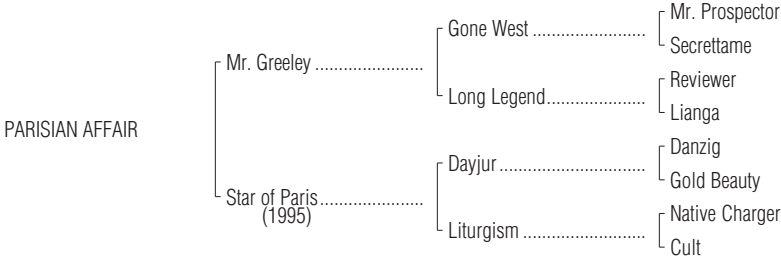 Mr. Prospector
Gone West ........................
Secrettame
Mr. Greeley .......................
Reviewer
Long Legend.....................
Lianga
PARISIAN AFFAIR
Danzig
Dayjur ...............................
Gold Beauty
Star of Paris......................
(1995)
Native Charger
Liturgism ..........................
Cult